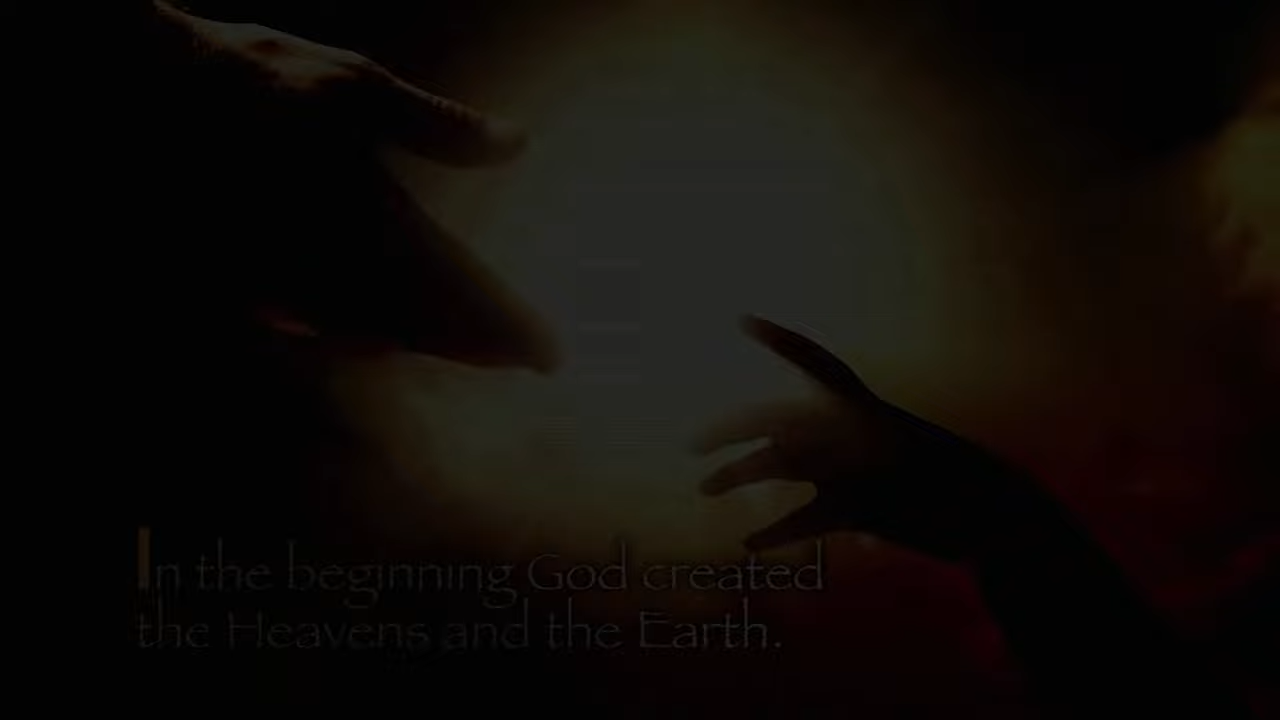 In the beginning God created
the Heavens and the Earth.